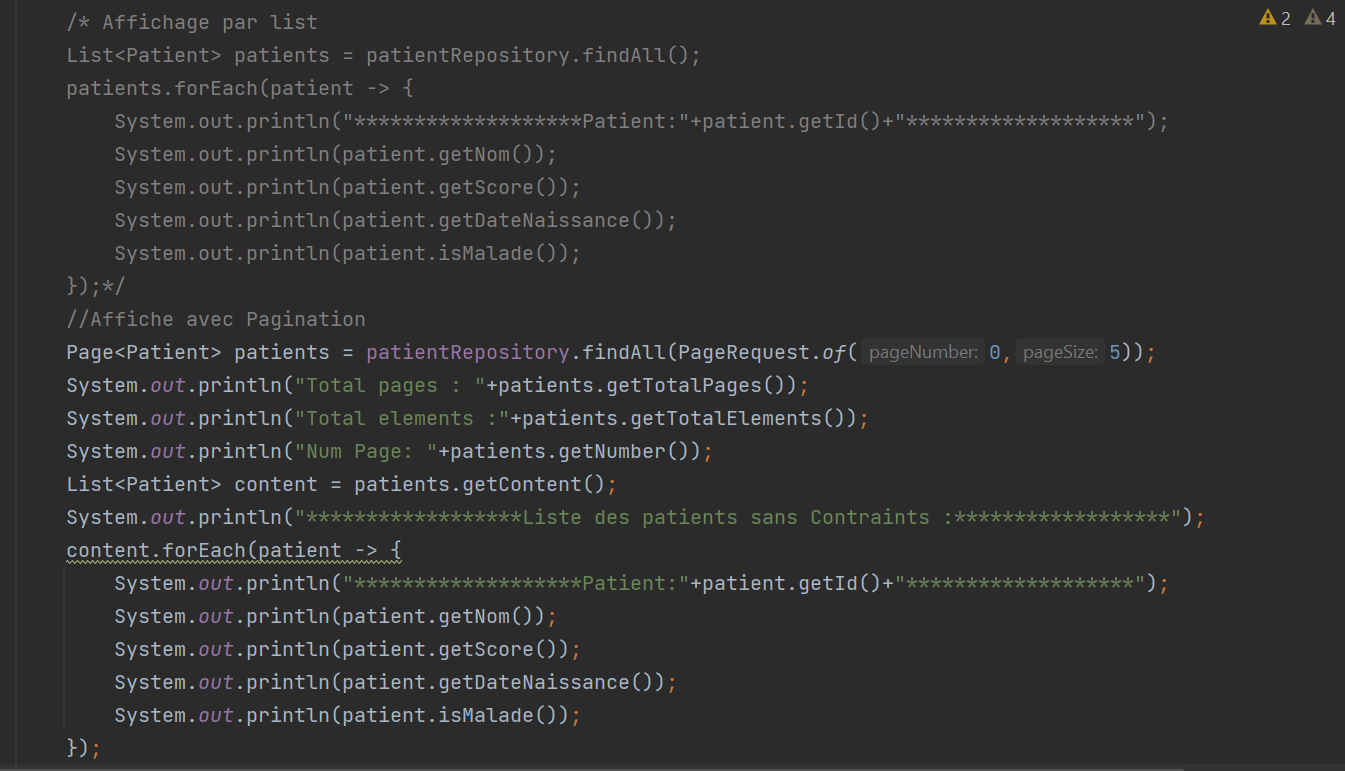 2 4
/* Affichage par list
List<Patient> patients = patientRepository.findAll();
patients.forEach(patient -> {
    System.out.println("*******************Patient:"+patient.getId()+"*******************");
    System.out.println(patient.getNom());
    System.out.println(patient.getScore());
    System.out.println(patient.getDateNaissance());
    System.out.println(patient.isMalade());
});*/
//Affiche avec Pagination
Page<Patient> patients = patientRepository.findAll(PageRequest.of( pageNumber: 0, pageSize: 5));
System.out.println("Total pages : "+patients.getTotalPages());
System.out.println("Total elements :"+patients.getTotalElements());
System.out.println("Num Page: "+patients.getNumber());
List<Patient> content = patients.getContent();
System.out.println("******************Liste des patients sans Contraints :******************");
content.forEach(patient -> {
    System.out.println("*******************Patient:"+patient.getId()+"*******************");
    System.out.println(patient.getNom());
    System.out.println(patient.getScore());
    System.out.println(patient.getDateNaissance());
    System.out.println(patient.isMalade());
});